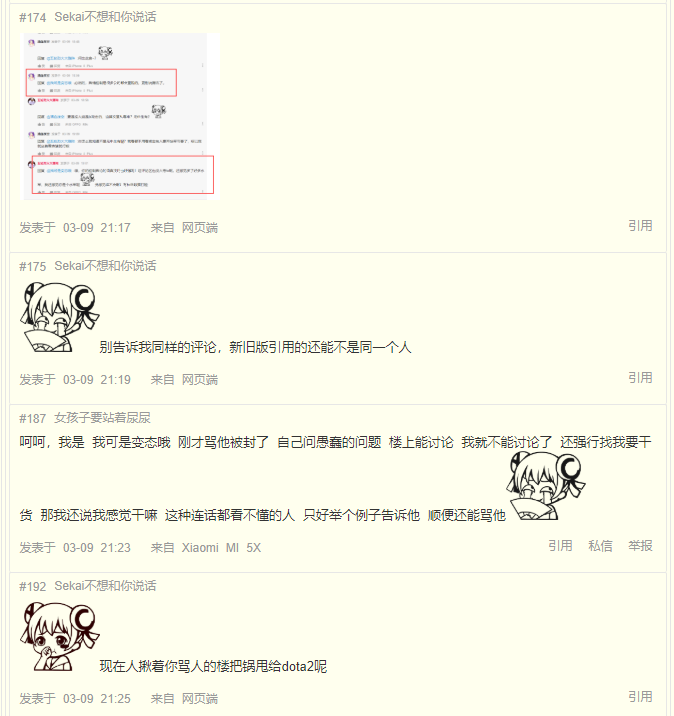 #174 Sekai不想和你说话
发表于 03-09 21:17 来自 网页端
引用
#175 Sekai不想和你说话
别告诉我同样的评论，新旧版引用的还能不是同一个人
发表于 03-09 21:19 来自 网页端
引用
#187 女孩子要站着屎尿
呵呵，我是 我可是变态哦 刚才骂他被封了 自己问愚蠢的问题 楼上能讨论 我就不能讨论了 还强行找我要干
货 那我还说我感觉干嘛 这种连话都看不懂的人 只好举个例子告诉他 顺便还能骂他
发表于 03-09 21:23 来自 Xiaomi MI 5X
引用 私信 举报
#192 Sekai不想和你说话
现在人揪着你骂人的楼把锅甩给dota2呢
发表于 03-09 21:25 来自 网页端
引用